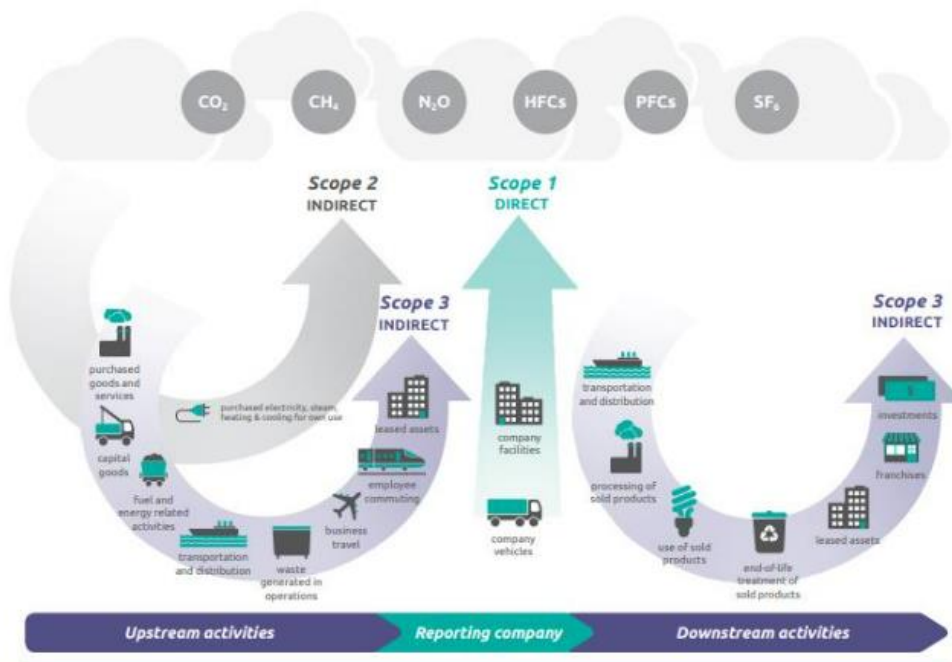 CO₂
CH₄
N₂O
HFCs
PFCs
SF₆
Scope 2
INDIRECT
Scope 1
DIRECT
Scope 3
INDIRECT
Scope 3
INDIRECT
purchased
goods and
services
capital
goods
fuel and
energy related
activities
purchased electricity, steam,
heating & cooling for own use
transportation
and distribution
waste
generated in
operations
business
travel
employee
commuting
leased assets
company
facilities
company
vehicles
transportation
and distribution
processing of
sold products
use of sold
products
end-of-life
treatment of
sold products
leased assets
franchises
$
investments
Upstream activities
Reporting company
Downstream activities